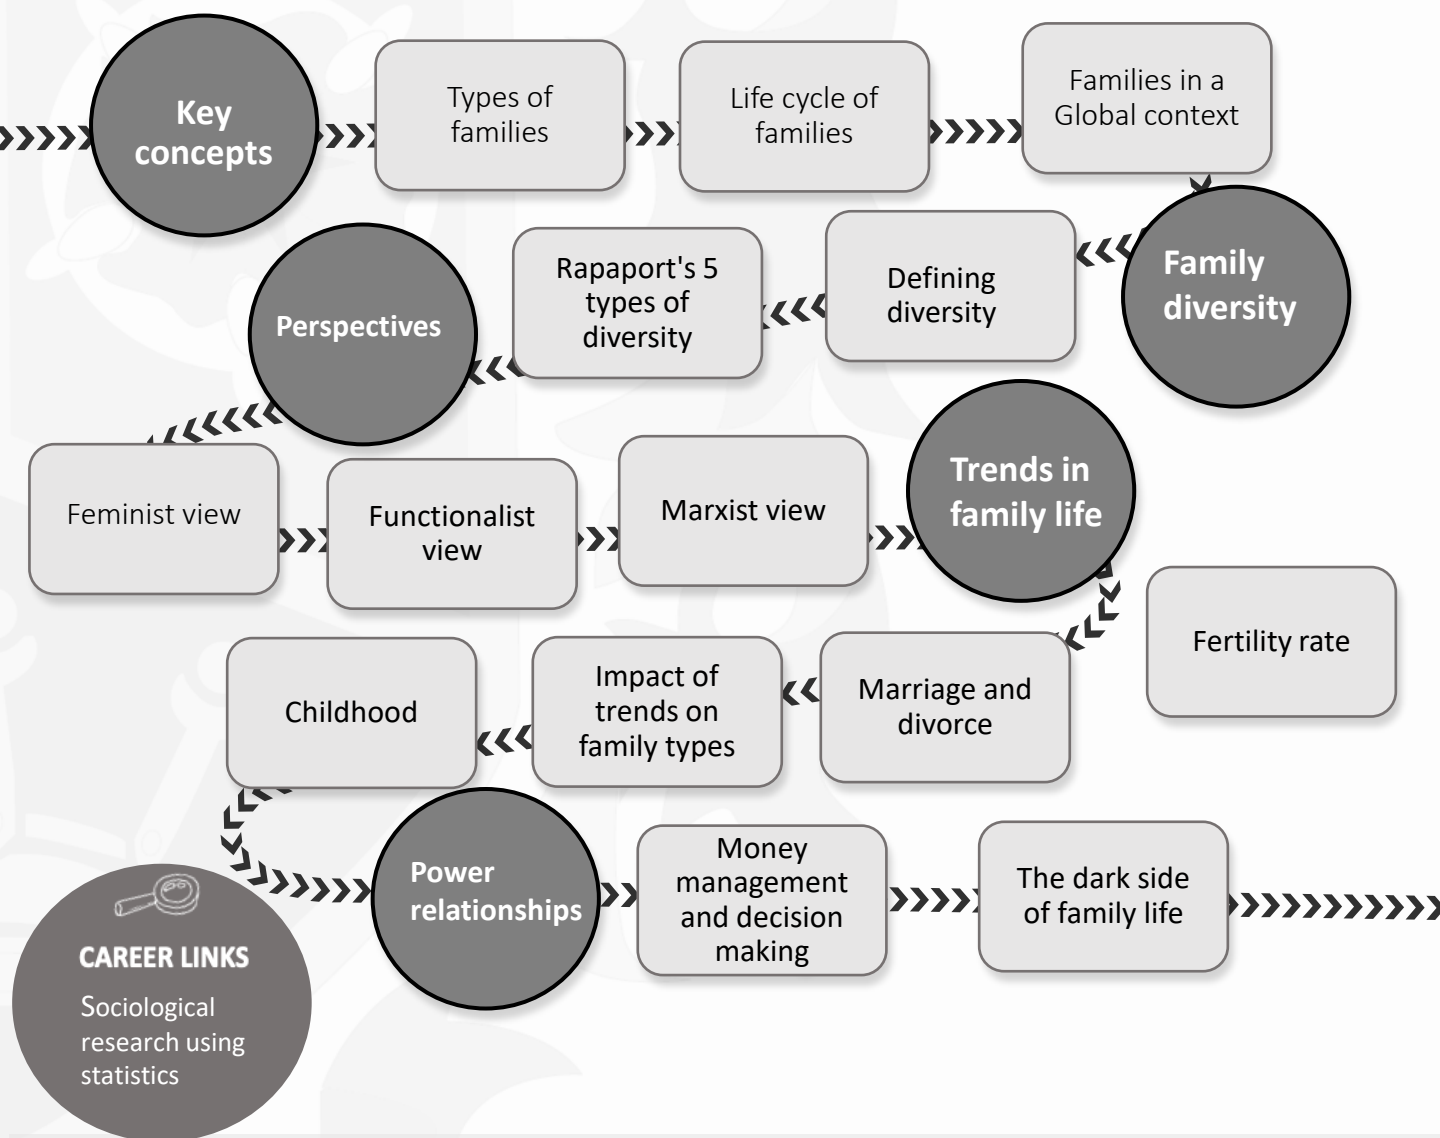 Key
concepts
Types of
families
Life cycle of
families
Families in a
Global context
Family
diversity
Defining
diversity
Rapaport's 5
types of
diversity
Perspectives
Feminist view
Functionalist
view
Marxist view
Trends in
family life
Fertility rate
Marriage and
divorce
Impact of
trends on
family types
Childhood
Power
relationships
Money
management
and decision
making
The dark side
of family life
CAREER LINKS
Sociological
research using
statistics